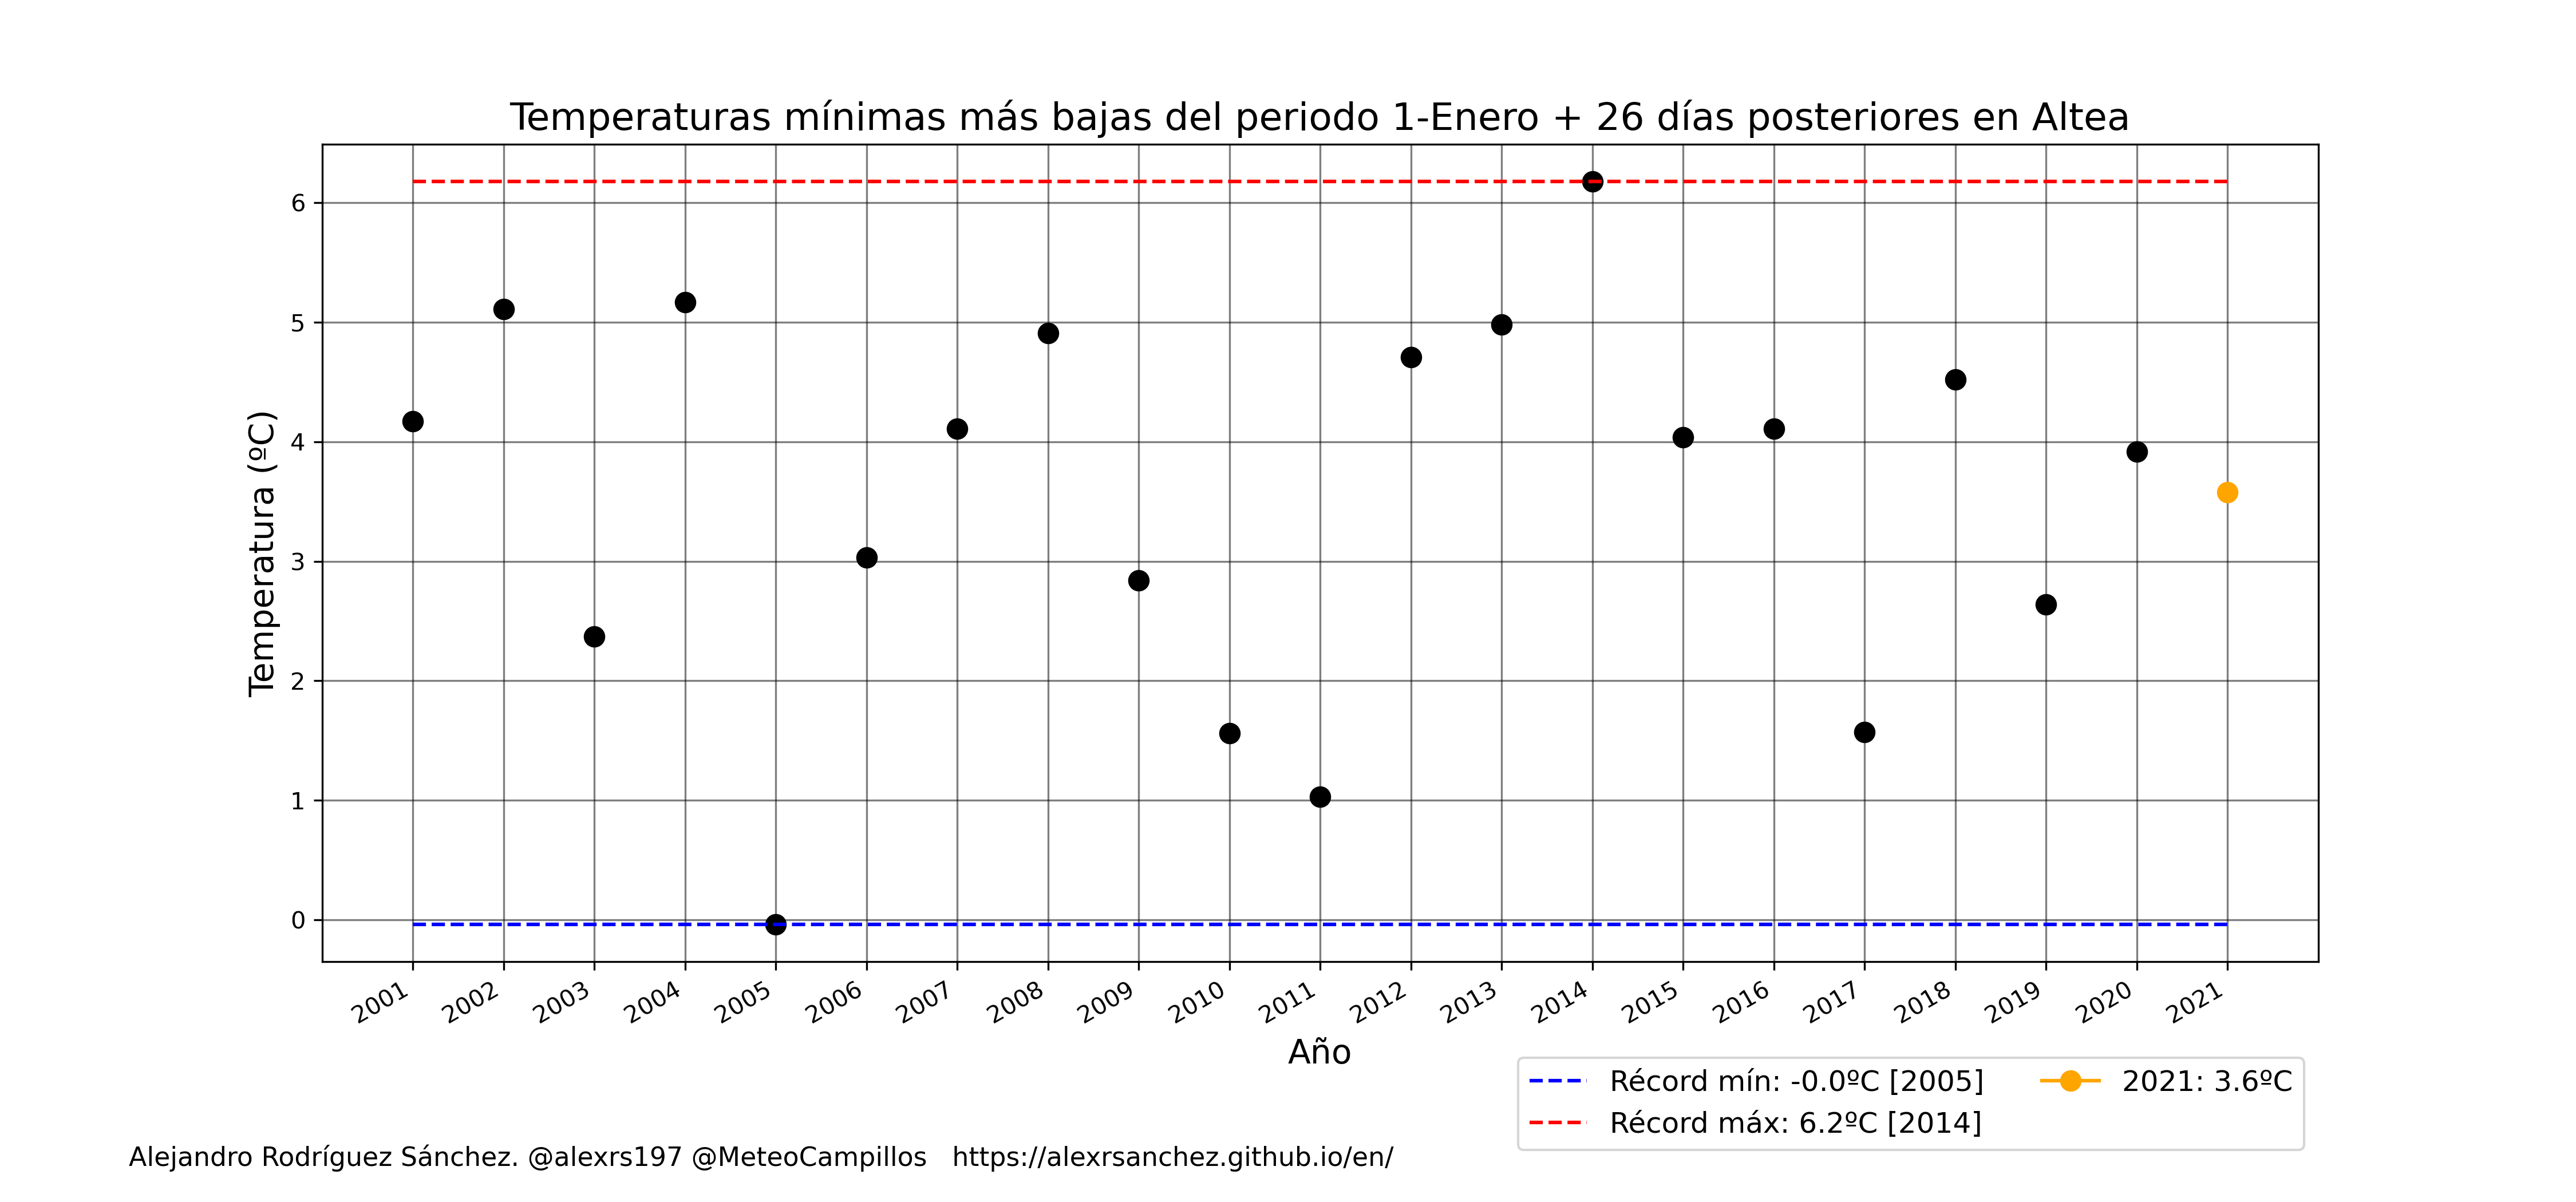 Temperaturas mínimas más bajas del periodo 1-Enero + 26 días posteriores en Altea
Temperatura (ºC)
6
5
4
3
2
1
0
2001 2002 2003 2004 2005 2006 2007 2008 2009 2010 2011 2012 2013 2014 2015 2016 2017 2018 2019 2020 2021
Año
Récord mín: -0.0ºC [2005]
Récord máx: 6.2ºC [2014]
2021: 3.6ºC
Alejandro Rodríguez Sánchez. @alexrs197 @MeteoCampillos https://alexrsanchez.github.io/en/